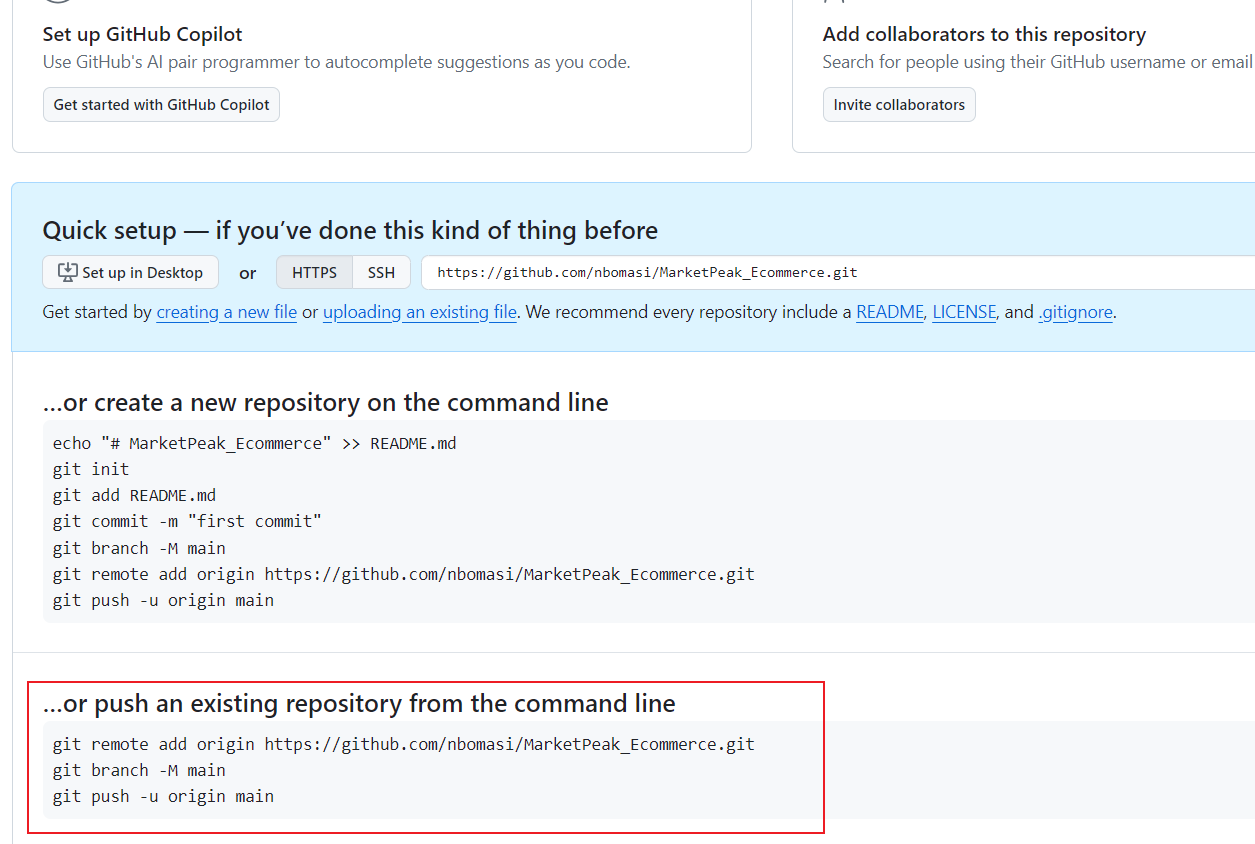 Set up GitHub Copilot
Use GitHub's AI pair programmer to autocomplete suggestions as you code.
Get started with GitHub Copilot
Add collaborators to this repository
Search for people using their GitHub username or email
Invite collaborators
Quick setup — if you’ve done this kind of thing before
Set up in Desktop or HTTPS SSH https://github.com/nbomasi/MarketPeak_Ecommerce.git
Get started by creating a new file or uploading an existing file. We recommend every repository include a README, LICENSE, and .gitignore.
…or create a new repository on the command line
echo "# MarketPeak_Ecommerce" >> README.md
git init
git add README.md
git commit -m "first commit"
git branch -M main
git remote add origin https://github.com/nbomasi/MarketPeak_Ecommerce.git
git push -u origin main
…or push an existing repository from the command line
git remote add origin https://github.com/nbomasi/MarketPeak_Ecommerce.git
git branch -M main
git push -u origin main